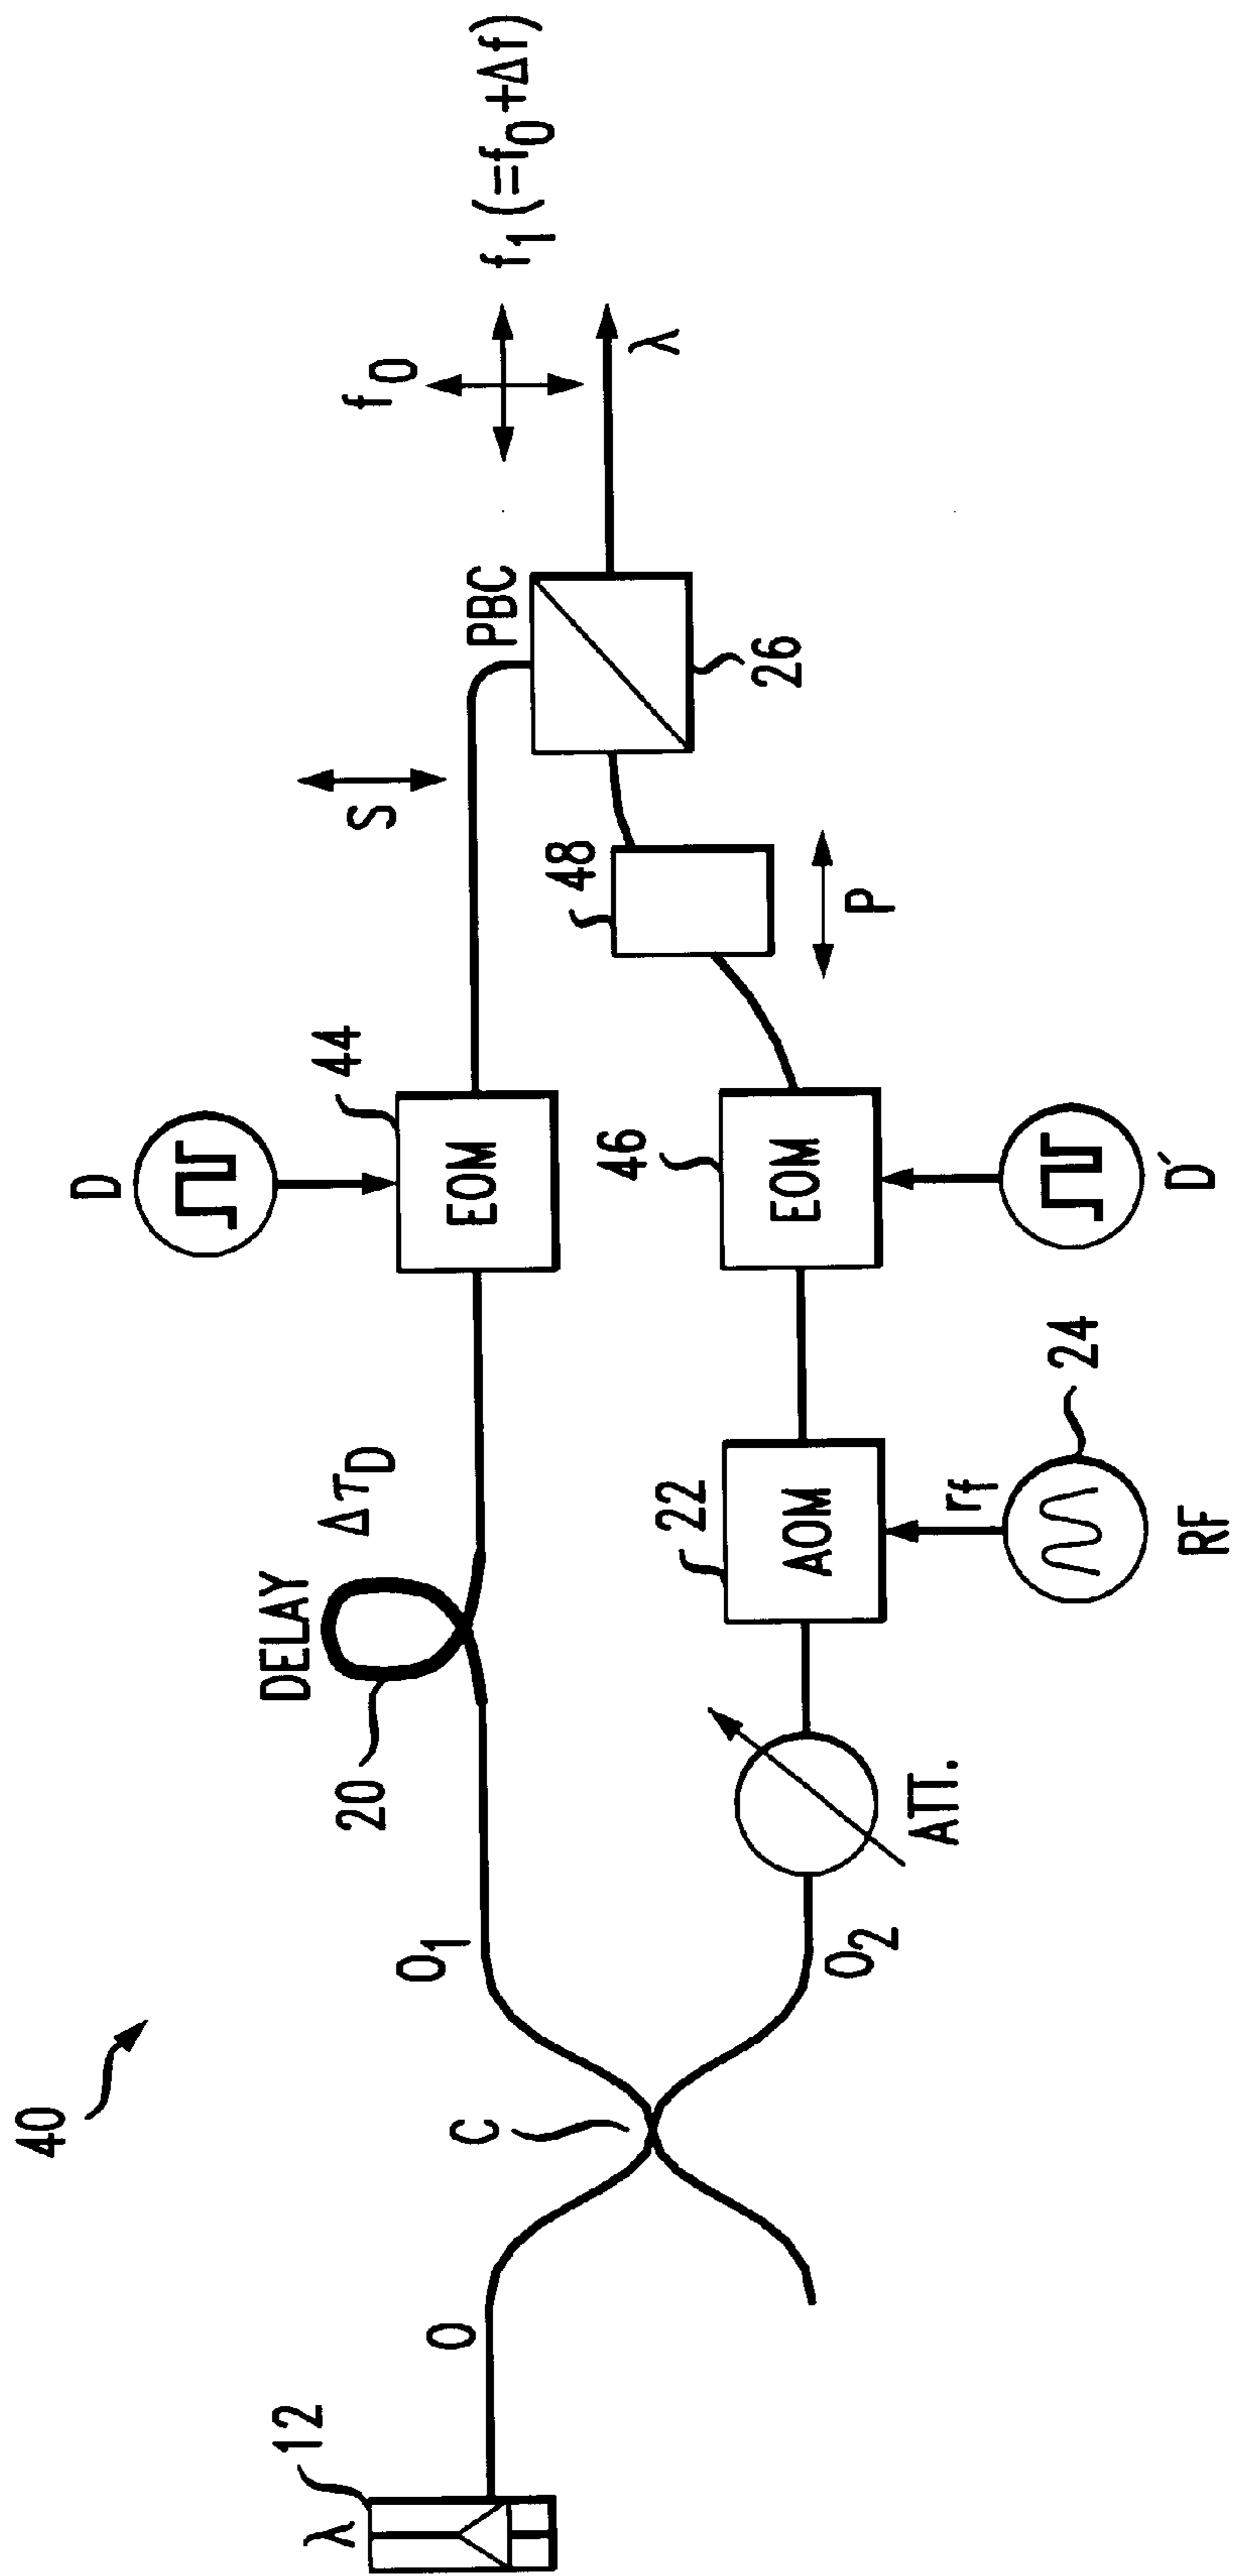 40
λ
12
O
C
O1
O2
20
DELAY
ΔτD
ATT.
22
AOM
rf
24
RF
D
44
EOM
46
EOM
D´
S
48
P
PBC
26
f0
f1 (=f0+Δf)
λ